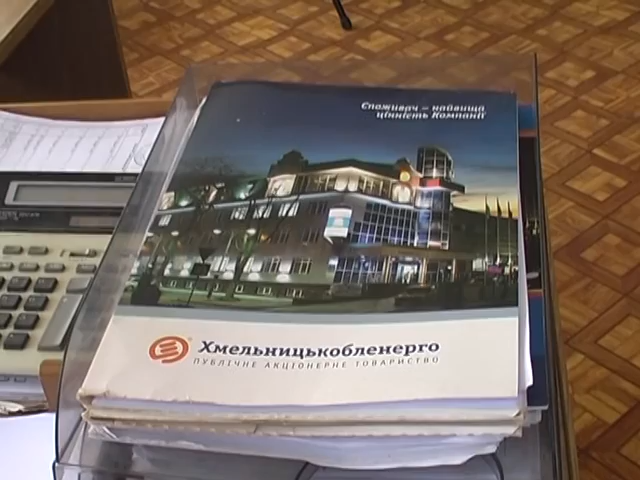 Споживач – найвища
цінність Компанії
Хмельницькобленерго
ПУБЛІЧНЕ АКЦІОНЕРНЕ ТОВАРИСТВО